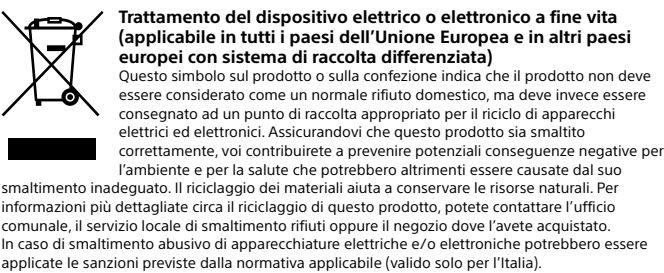 Trattamento del dispositivo elettrico o elettronico a fine vita
(applicabile in tutti i paesi dell'Unione Europea e in altri paesi
europei con sistema di raccolta differenziata)
Questo simbolo sul prodotto o sulla confezione indica che il prodotto non deve
essere considerato come un normale rifiuto domestico, ma deve invece essere
consegnato ad un punto di raccolta appropriato per il riciclo di apparecchi
elettrici ed elettronici. Assicurandovi che questo prodotto sia smaltito
correttamente, voi contribuirete a prevenire potenziali conseguenze negative per
l'ambiente e per la salute che potrebbero altrimenti essere causate dal suo
smaltimento inadeguato. Il riciclaggio dei materiali aiuta a conservare le risorse naturali. Per
informazioni più dettagliate circa il riciclaggio di questo prodotto, potete contattare l'ufficio
comunale, il servizio locale di smaltimento rifiuti oppure il negozio dove l'avete acquistato.
In caso di smaltimento abusivo di apparecchiature elettriche e/o elettroniche potrebbero essere
applicate le sanzioni previste dalla normativa applicabile (valido solo per l'Italia).